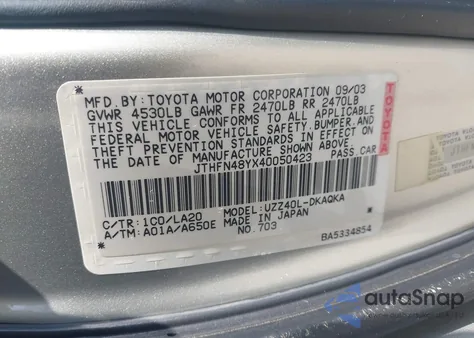 MFD. BY: TOYOTA MOTOR CORPORATION 09/03
GVWR 4530LB GAWR FR 2470LB RR 2470LB
THIS VEHICLE CONFORMS TO ALL APPLICABLE
FEDERAL MOTOR VEHICLE SAFETY, BUMPER, AND
THEFT PREVENTION STANDARDS IN EFFECT ON
THE DATE OF MANUFACTURE SHOWN ABOVE.
JTHFN48YX40050423 PASS. CAR
TOYOTA
C/TR: 1C0/LA20 MODEL: UZZ40L-DKAQKA
A/TM: A01A/A650E MADE IN JAPAN
NO. 703 BA5334854
autoSnap